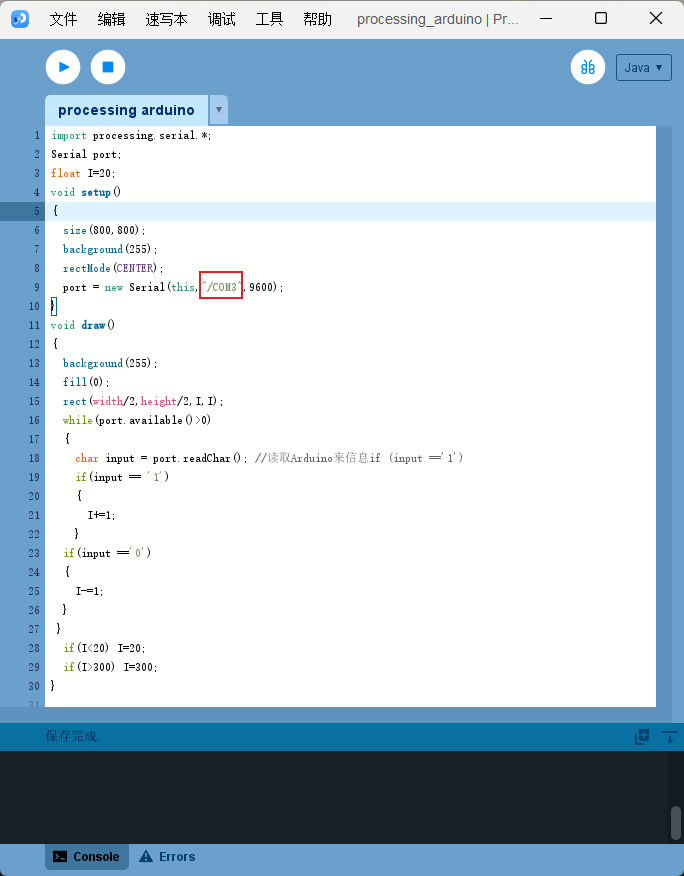 文件 编辑 速写本 调试 工具 帮助 processing_arduino | Pr...
Java ▾
processing arduino ▾
1 import processing.serial.*;
2 Serial port;
3 float I=20;
4 void setup()
5 {
6 size(800,800);
7 background(255);
8 rectMode(CENTER);
9 port = new Serial(this,"/COM3",9600);
10 }
11 void draw()
12 {
13 background(255);
14 fill(0);
15 rect(width/2,height/2,I,I);
16 while(port.available()>0)
17 {
18 char input = port.readChar(); //读取Arduino来信息if (input =='1')
19 if(input == '1')
20 {
21 I+=1;
22 }
23 if(input =='0')
24 {
25 I-=1;
26 }
27 }
28 if(I<20) I=20;
29 if(I>300) I=300;
30 }
31
保存完成.
Console Errors